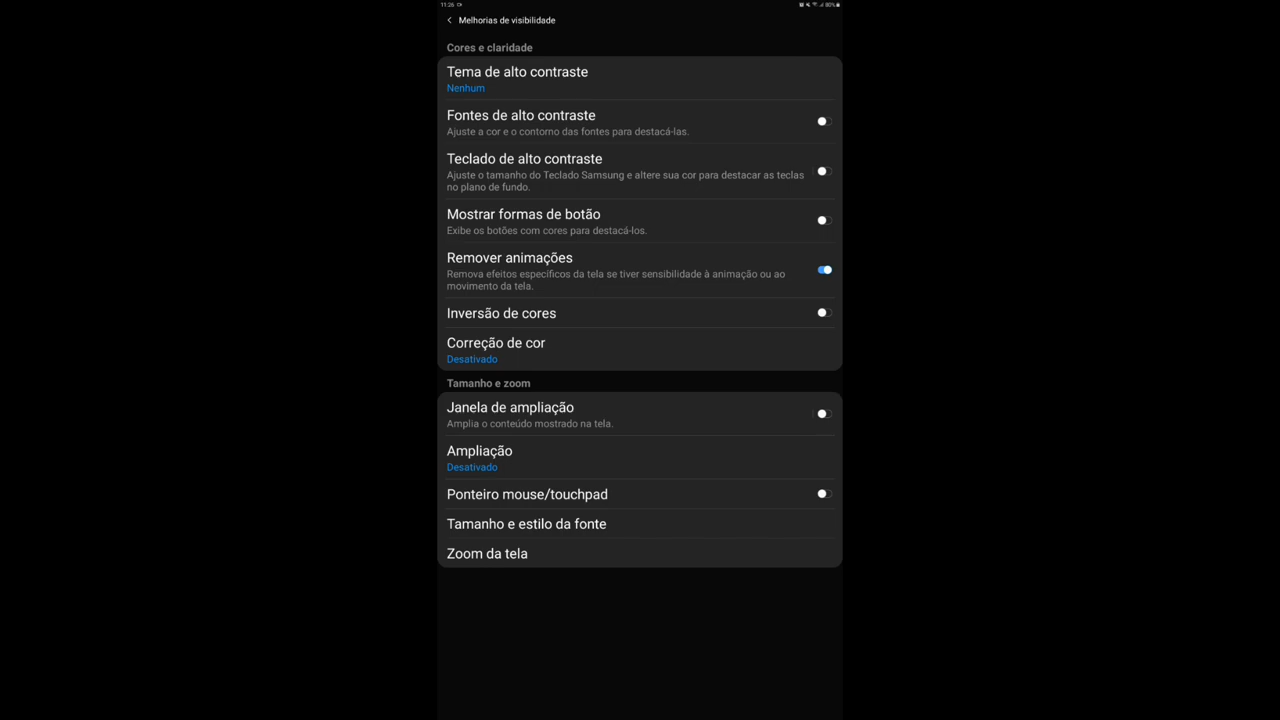 11:26
80%
Melhorias de visibilidade
Cores e claridade
Tema de alto contraste
Nenhum
Fontes de alto contraste
Ajuste a cor e o contorno das fontes para destacá-las.
Teclado de alto contraste
Ajuste o tamanho do Teclado Samsung e altere sua cor para destacar as teclas
no plano de fundo.
Mostrar formas de botão
Exibe os botões com cores para destacá-los.
Remover animações
Remova efeitos específicos da tela se tiver sensibilidade à animação ou ao
movimento da tela.
Inversão de cores
Correção de cor
Desativado
Tamanho e zoom
Janela de ampliação
Amplia o conteúdo mostrado na tela.
Ampliação
Desativado
Ponteiro mouse/touchpad
Tamanho e estilo da fonte
Zoom da tela